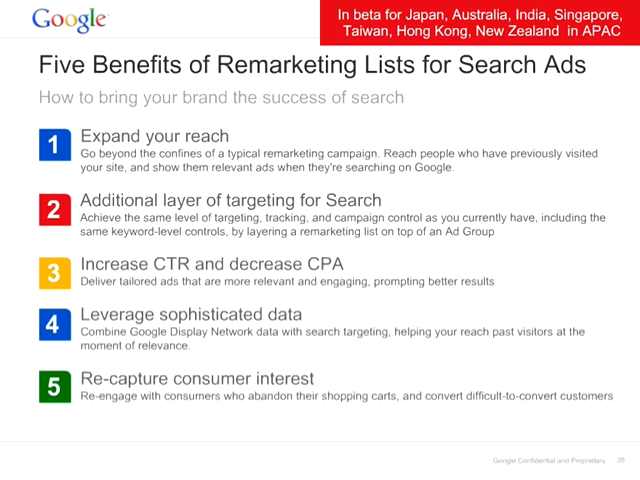 Google
In beta for Japan, Australia, India, Singapore,
Taiwan, Hong Kong, New Zealand  in APAC
Five Benefits of Remarketing Lists for Search Ads
How to bring your brand the success of search
1
Expand your reach
Go beyond the confines of a typical remarketing campaign. Reach people who have previously visited
your site, and show them relevant ads when they're searching on Google.
2
Additional layer of targeting for Search
Achieve the same level of targeting, tracking, and campaign control as you currently have, including the
same keyword-level controls, by layering a remarketing list on top of an Ad Group
3
Increase CTR and decrease CPA
Deliver tailored ads that are more relevant and engaging, prompting better results
4
Leverage sophisticated data
Combine Google Display Network data with search targeting, helping your reach past visitors at the
moment of relevance.
5
Re-capture consumer interest
Re-engage with consumers who abandon their shopping carts, and convert difficult-to-convert customers
Google Confidential and Proprietary 35